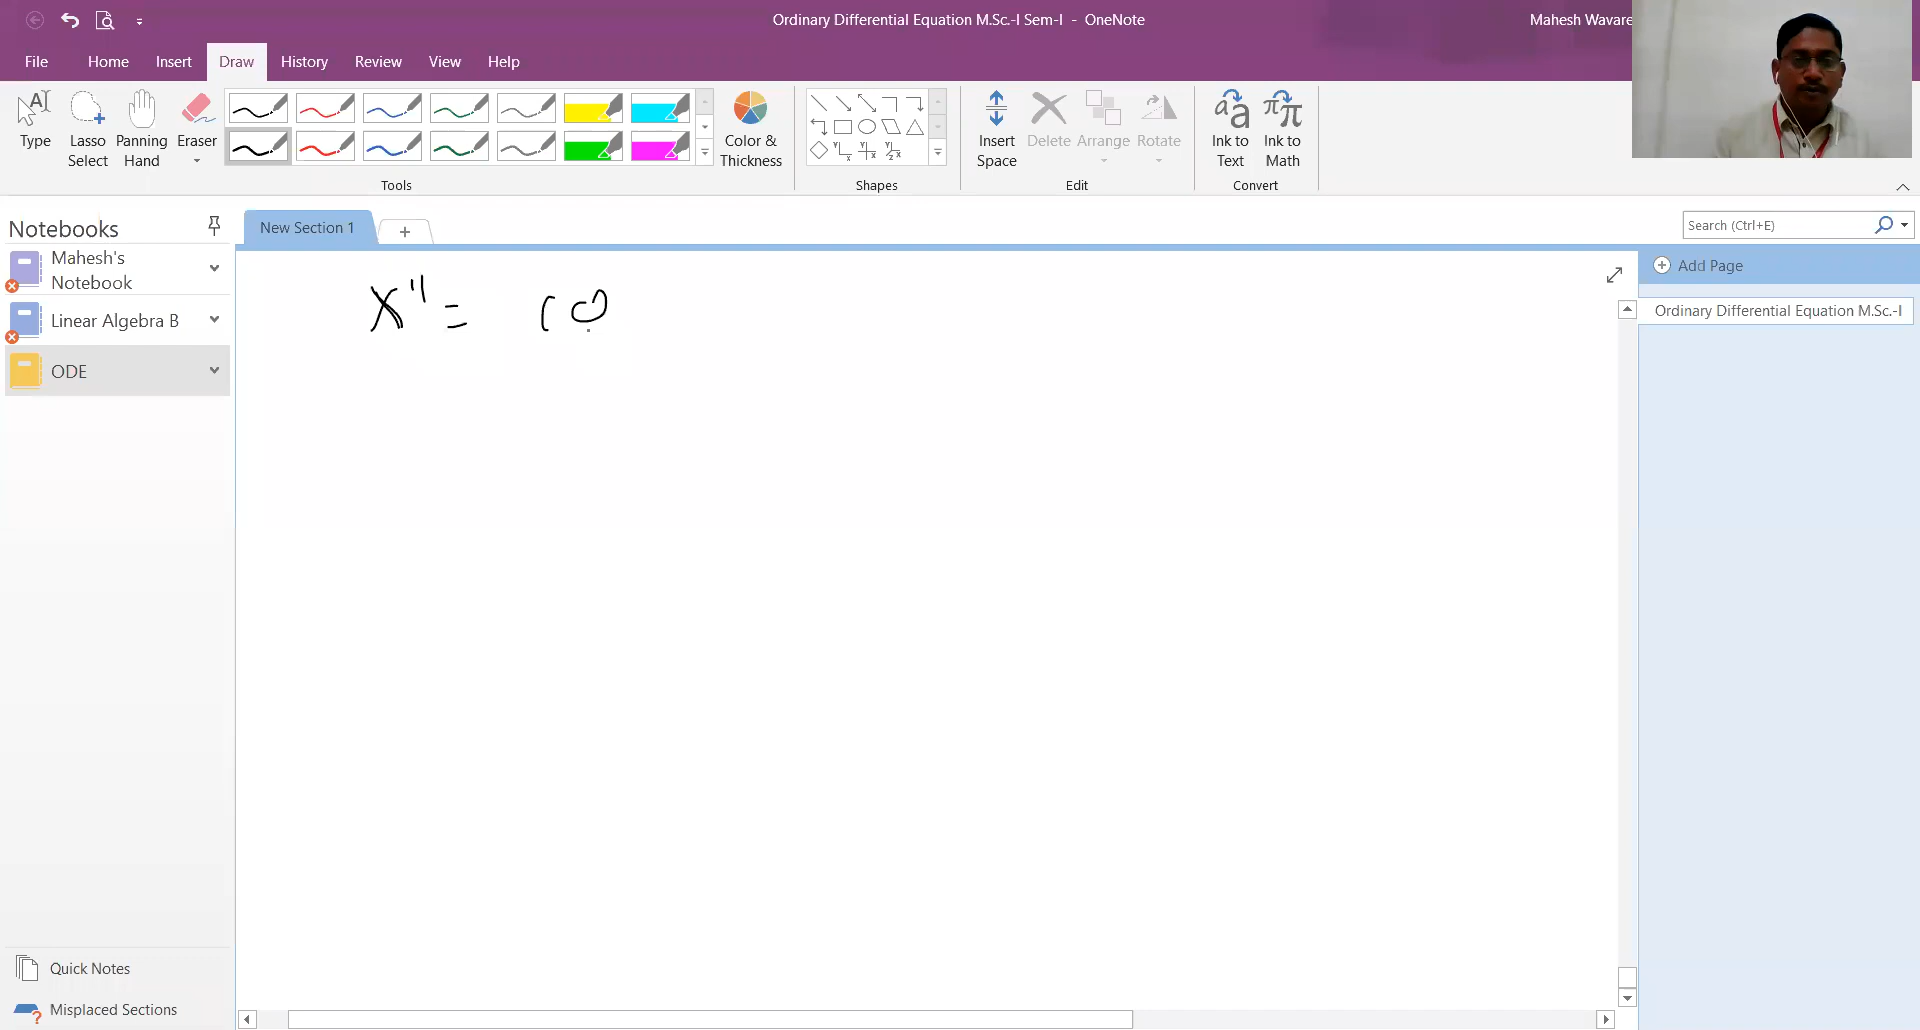 Ordinary Differential Equation M.Sc.-I Sem-I - OneNote
Mahesh Wavare
File Home Insert Draw History Review View Help
Type
Lasso Select
Panning Hand
Eraser
Color & Thickness
Insert Space
Delete
Arrange
Rotate
Ink to Text
Ink to Math
Tools
Shapes
Edit
Convert
Notebooks
New Section 1
Search (Ctrl+E)
Mahesh's Notebook
Linear Algebra B
ODE
Add Page
Ordinary Differential Equation M.Sc.-I
X" =
Quick Notes
Misplaced Sections